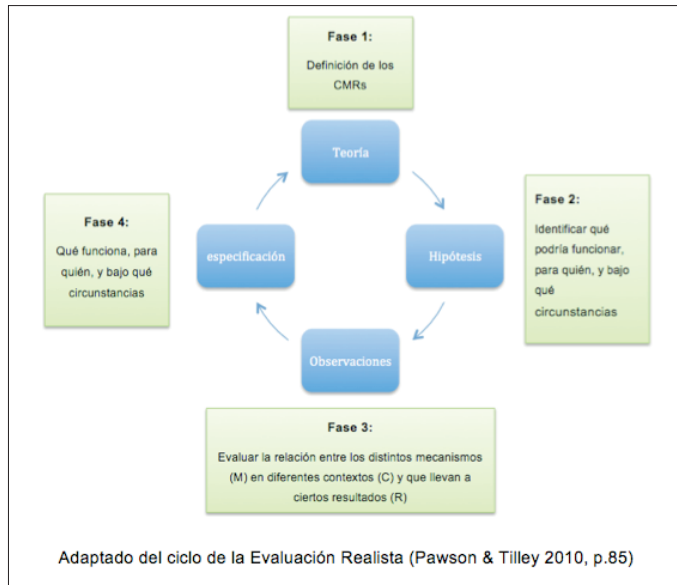 Fase 1:
Definición de los
CMRs
Teoría
Fase 2:
Identificar qué
podría funcionar,
para quién, y bajo
qué
circunstancias
Hipótesis
Fase 4:
Qué funciona, para
quién, y bajo qué
circunstancias
especificación
Observaciones
Fase 3:
Evaluar la relación entre los distintos mecanismos
(M) en diferentes contextos (C) y que llevan a
ciertos resultados (R)
Adaptado del ciclo de la Evaluación Realista (Pawson & Tilley 2010, p.85)